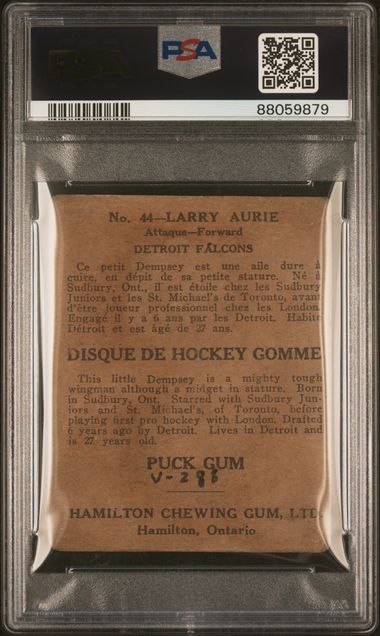 PSA
88059879
No. 44—LARRY AURIE
Attaque—Forward
DETROIT FALCONS
Ce petit Dempsey est une aile dure à
cuire, en dépit de sa petite stature. Né à
Sudbury, Ont., il est étoile chez les Sudbury
Juniors et les St. Michael's de Toronto, avant
d'être joueur professionnel chez les London.
Engagé il y a 6 ans par les Detroit. Habite
Détroit et est âgé de 27 ans.
DISQUE DE HOCKEY GOMME
This little Dempsey is a mighty tough
wingman although a midget in stature. Born
in Sudbury, Ont. Starred with Sudbury Jun-
iors and St. Michael's, of Toronto, before
playing first pro hockey with London. Drafted
6 years ago by Detroit. Lives in Detroit and
is 27 years old.
PUCK GUM
V-288
HAMILTON CHEWING GUM, LTD.
Hamilton, Ontario